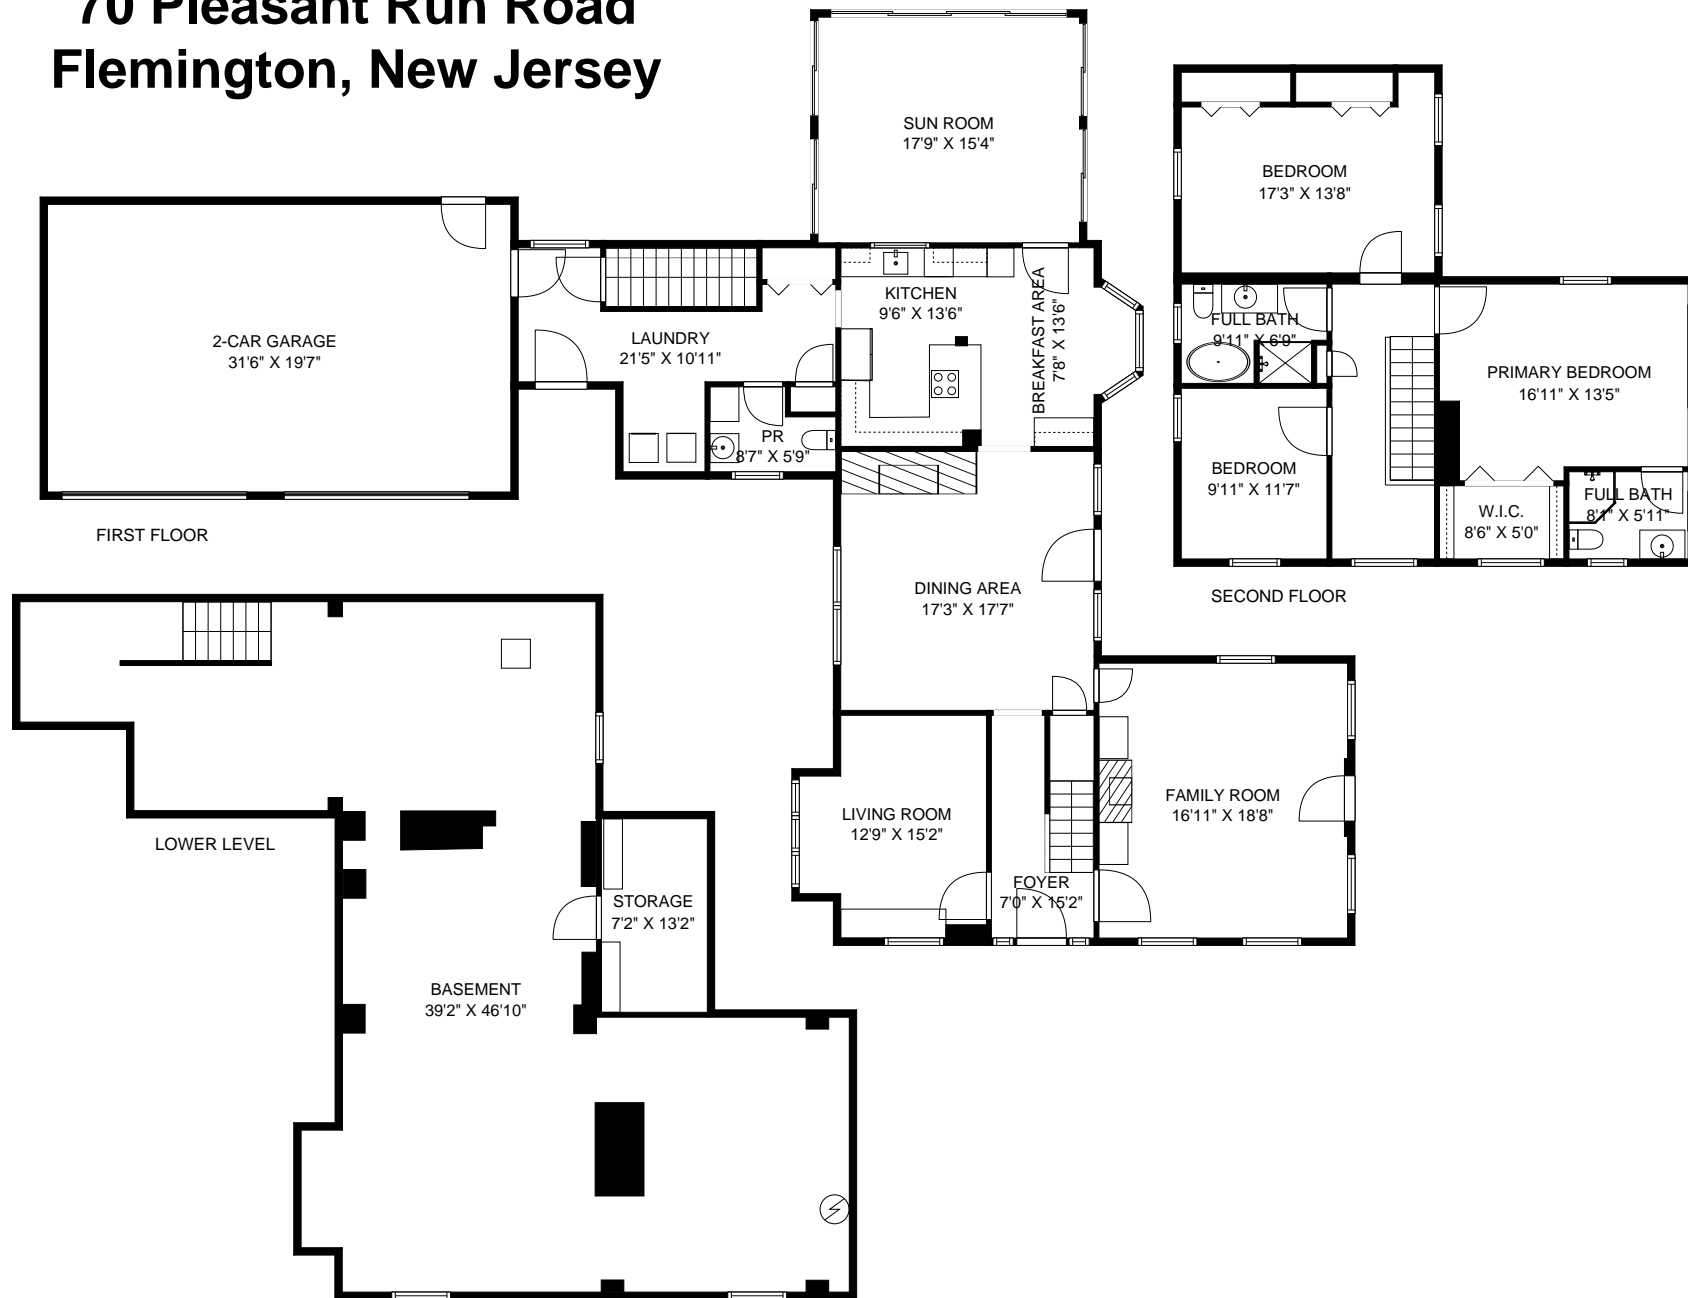 70 Pleasant Run Road
Flemington, New Jersey
SUN ROOM
17'9" X 15'4"
BEDROOM
17'3" X 13'8"
2-CAR GARAGE
31'6" X 19'7"
LAUNDRY
21'5" X 10'11"
KITCHEN
9'6" X 13'6"
BREAKFAST AREA
7'8" X 13'6"
PR
8'7" X 5'9"
FULL BATH
9'11" X 6'9"
PRIMARY BEDROOM
16'11" X 13'5"
BEDROOM
9'11" X 11'7"
W.I.C.
8'6" X 5'0"
FULL BATH
8'1" X 5'11"
FIRST FLOOR
DINING AREA
17'3" X 17'7"
SECOND FLOOR
LIVING ROOM
12'9" X 15'2"
FOYER
7'0" X 15'2"
FAMILY ROOM
16'11" X 18'8"
LOWER LEVEL
STORAGE
7'2" X 13'2"
BASEMENT
39'2" X 46'10"